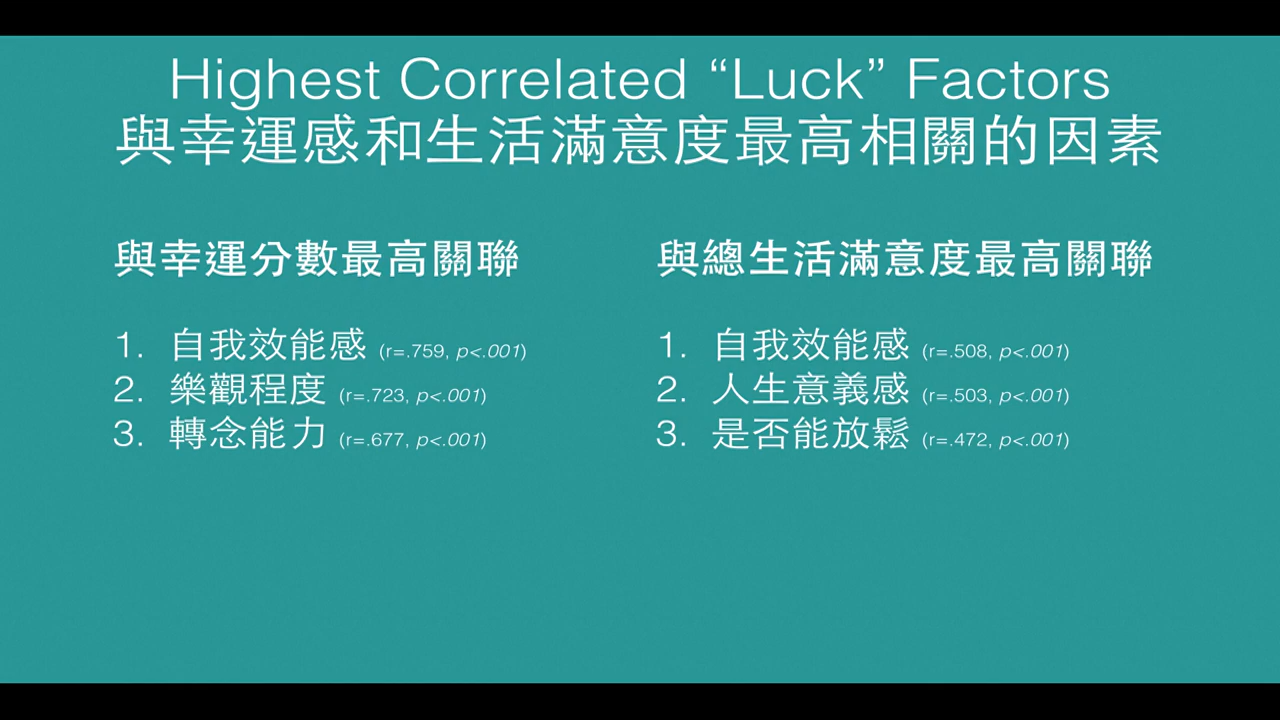 Highest Correlated “Luck” Factors
與幸運感和生活滿意度最高相關的因素
與幸運分數最高關聯
1. 自我效能感 (r=.759, p<.001)
2. 樂觀程度 (r=.723, p<.001)
3. 轉念能力 (r=.677, p<.001)
與總生活滿意度最高關聯
1. 自我效能感 (r=.508, p<.001)
2. 人生意義感 (r=.503, p<.001)
3. 是否能放鬆 (r=.472, p<.001)